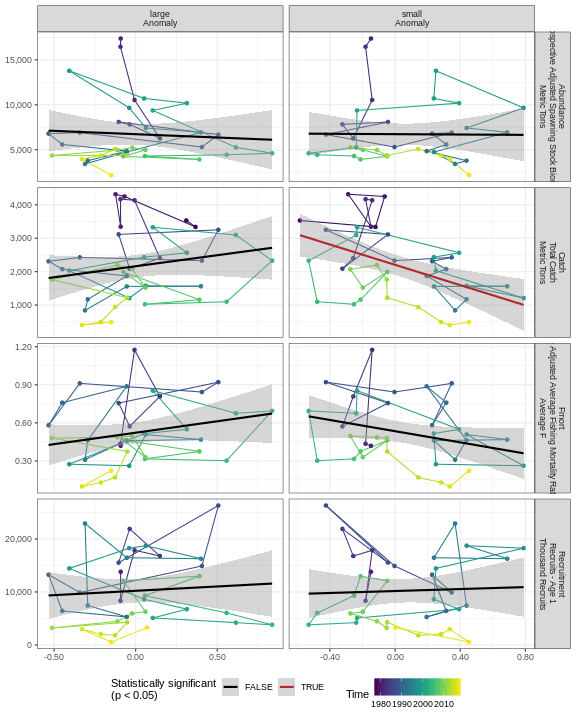 large
Anomaly
small
Anomaly
15,000
10,000
5,000
Abundance
Adjusted Spawning Stock
Metric Tons
4,000
3,000
2,000
1,000
Catch
Total Catch
Metric Tons
1.20
0.90
0.60
0.30
Fmort
Adjusted Average Fishing Mortality
Average F
20,000
10,000
0
Recruitment
Recruits - Age 1
Thousand Recruits
-0.50
0.00
0.50
-0.40
0.00
0.40
0.80
Statistically significant
(p < 0.05)
FALSE
TRUE
Time
1980 1990 2000 2010